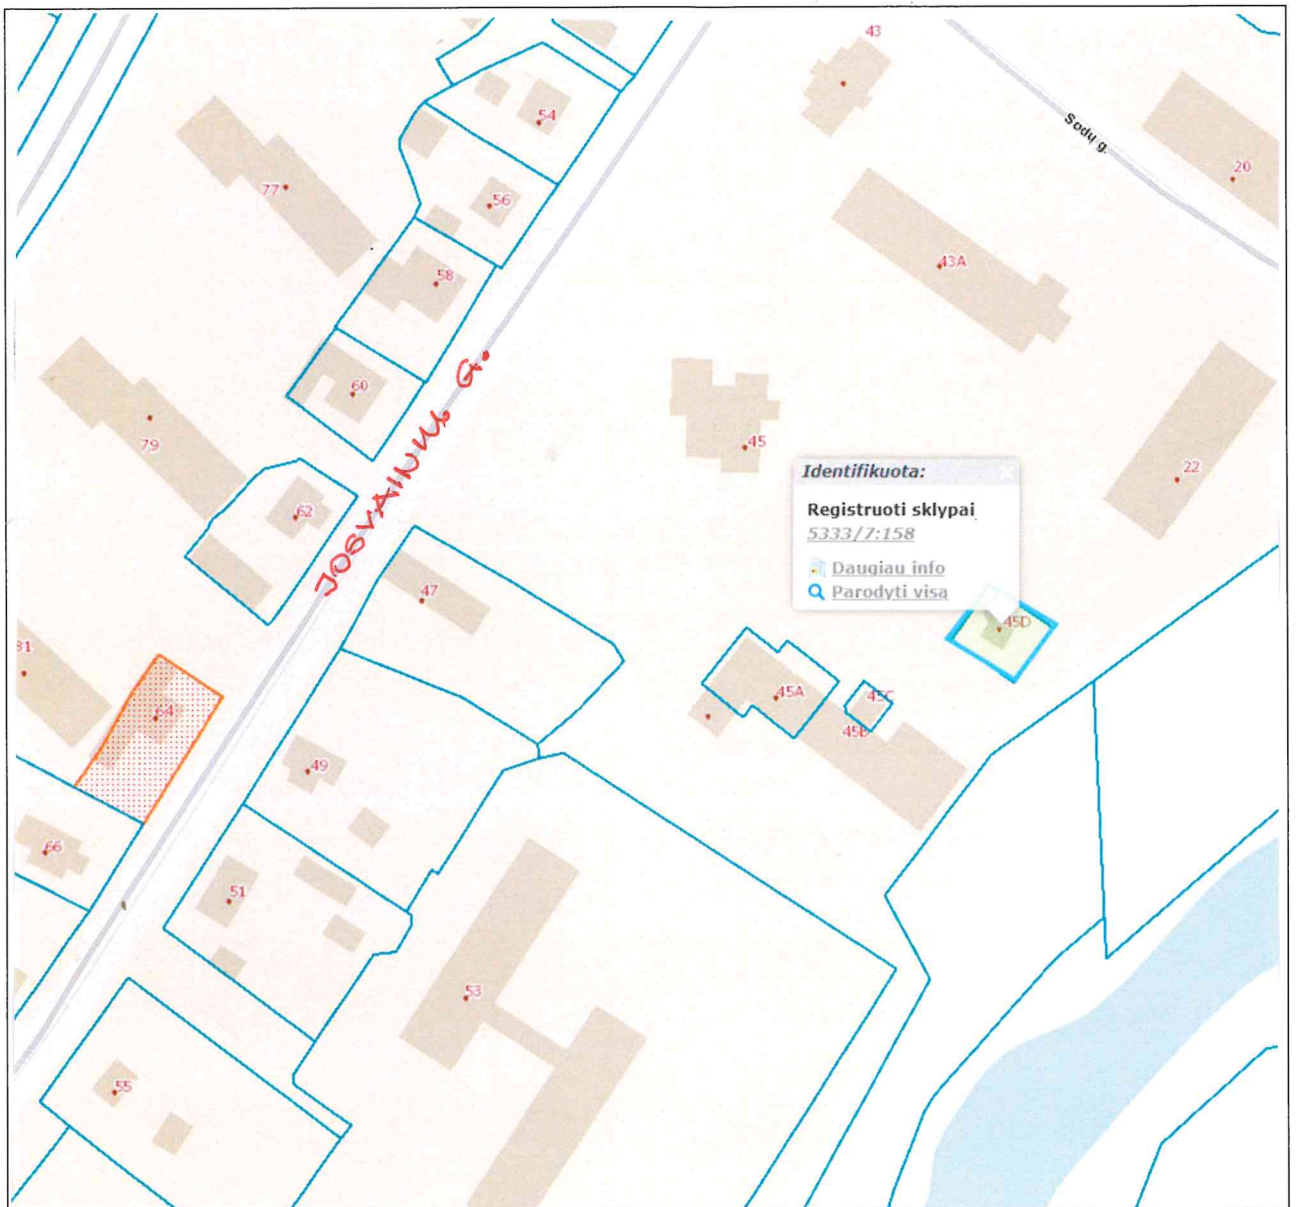 43
54
Sodų g.
20
77
56
43A
58
JOSVAINIŲ G.
60
45
79
Identifikuota:
22
Registruoti sklypai
5333/7:158
62
Daugiau info
47
Parodyti visą
45D
81
45A
45C
64
45B
49
66
51
53
55